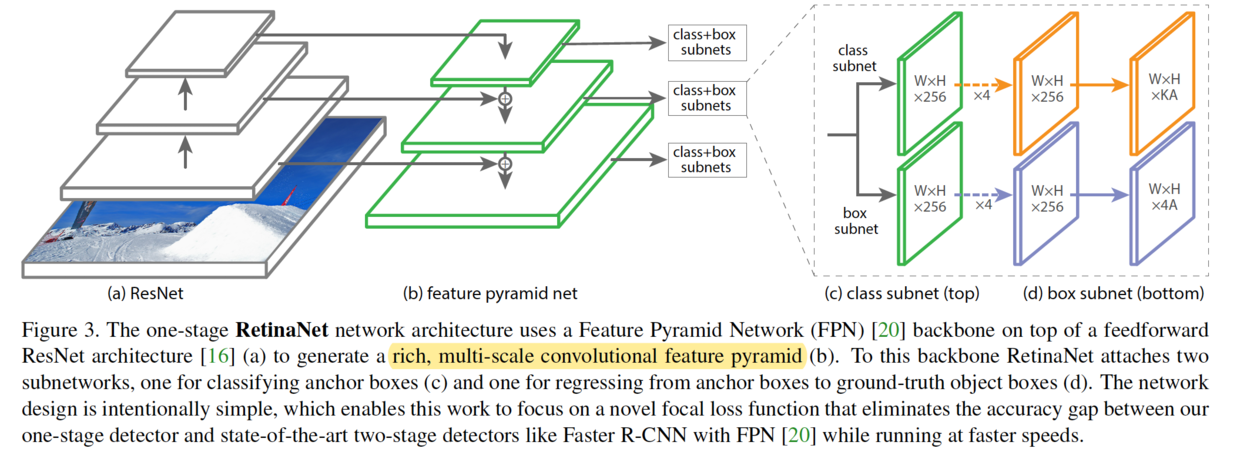 class+box
subnets
class+box
subnets
class+box
subnets
class
subnet
W×H
×256
×4
W×H
×256
W×H
×KA
box
subnet
W×H
×256
×4
W×H
×256
W×H
×4A
(a) ResNet
(b) feature pyramid net
(c) class subnet (top)
(d) box subnet (bottom)
Figure 3. The one-stage RetinaNet network architecture uses a Feature Pyramid Network (FPN) [20] backbone on top of a feedforward
ResNet architecture [16] (a) to generate a rich, multi-scale convolutional feature pyramid (b). To this backbone RetinaNet attaches two
subnetworks, one for classifying anchor boxes (c) and one for regressing from anchor boxes to ground-truth object boxes (d). The network
design is intentionally simple, which enables this work to focus on a novel focal loss function that eliminates the accuracy gap between our
one-stage detector and state-of-the-art two-stage detectors like Faster R-CNN with FPN [20] while running at faster speeds.